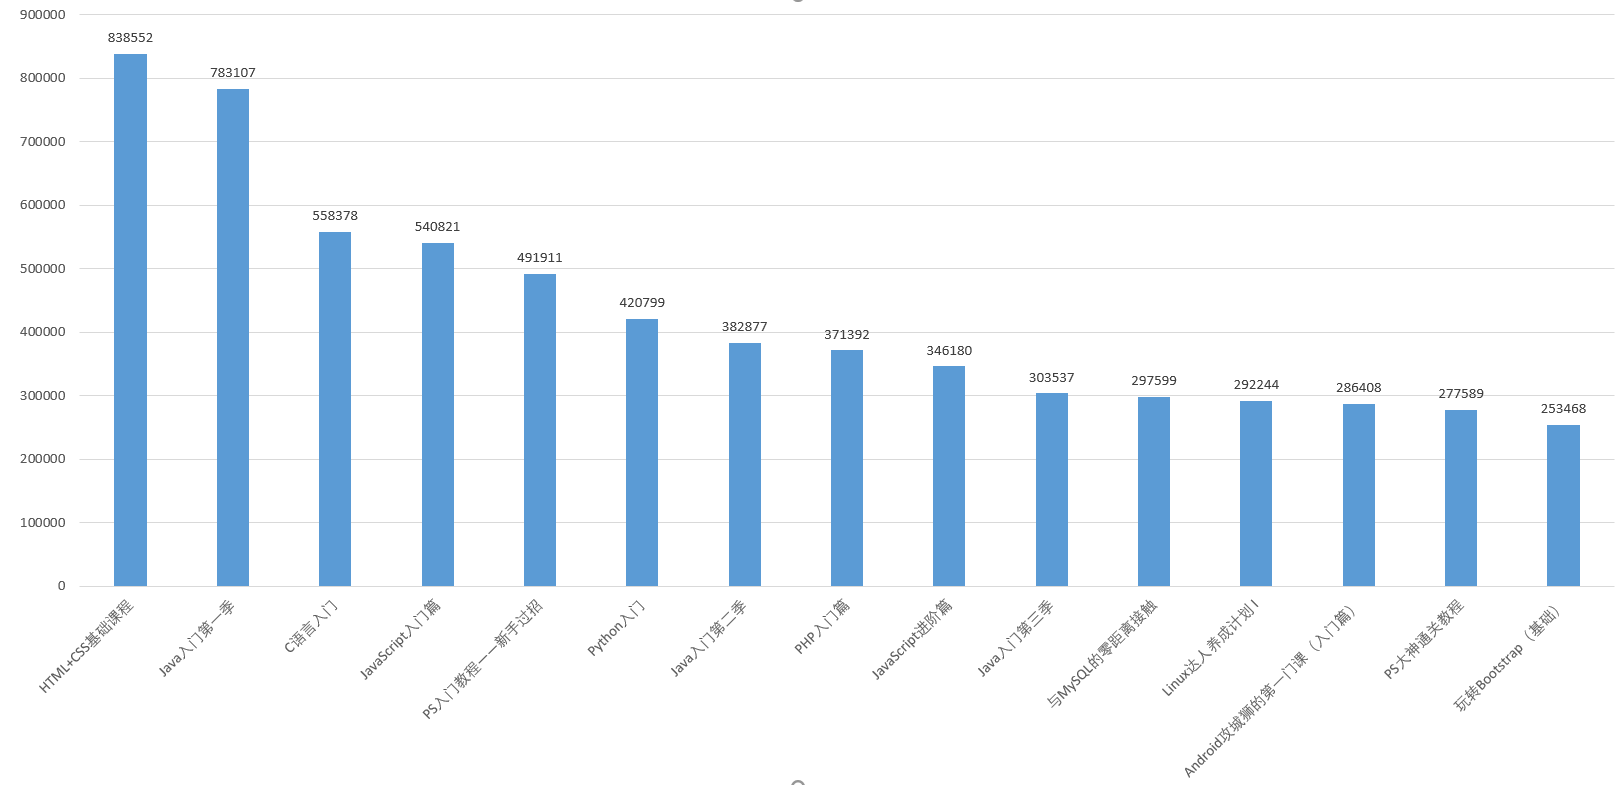 900000
800000
700000
600000
500000
400000
300000
200000
100000
0
838552
783107
558378
540821
491911
420799
382877
371392
346180
303537
297599
292244
286408
277589
253468
HTML+CSS基础课程
Java入门第一季
C语言入门
JavaScript入门篇
PS入门教程——新手过招
Python入门
Java入门第二季
PHP入门篇
JavaScript进阶篇
Java入门第三季
与MySQL的零距离接触
Linux达人养成计划 I
Android攻城狮的第一门课（入门篇）
PS大神通关教程
玩转Bootstrap（基础）